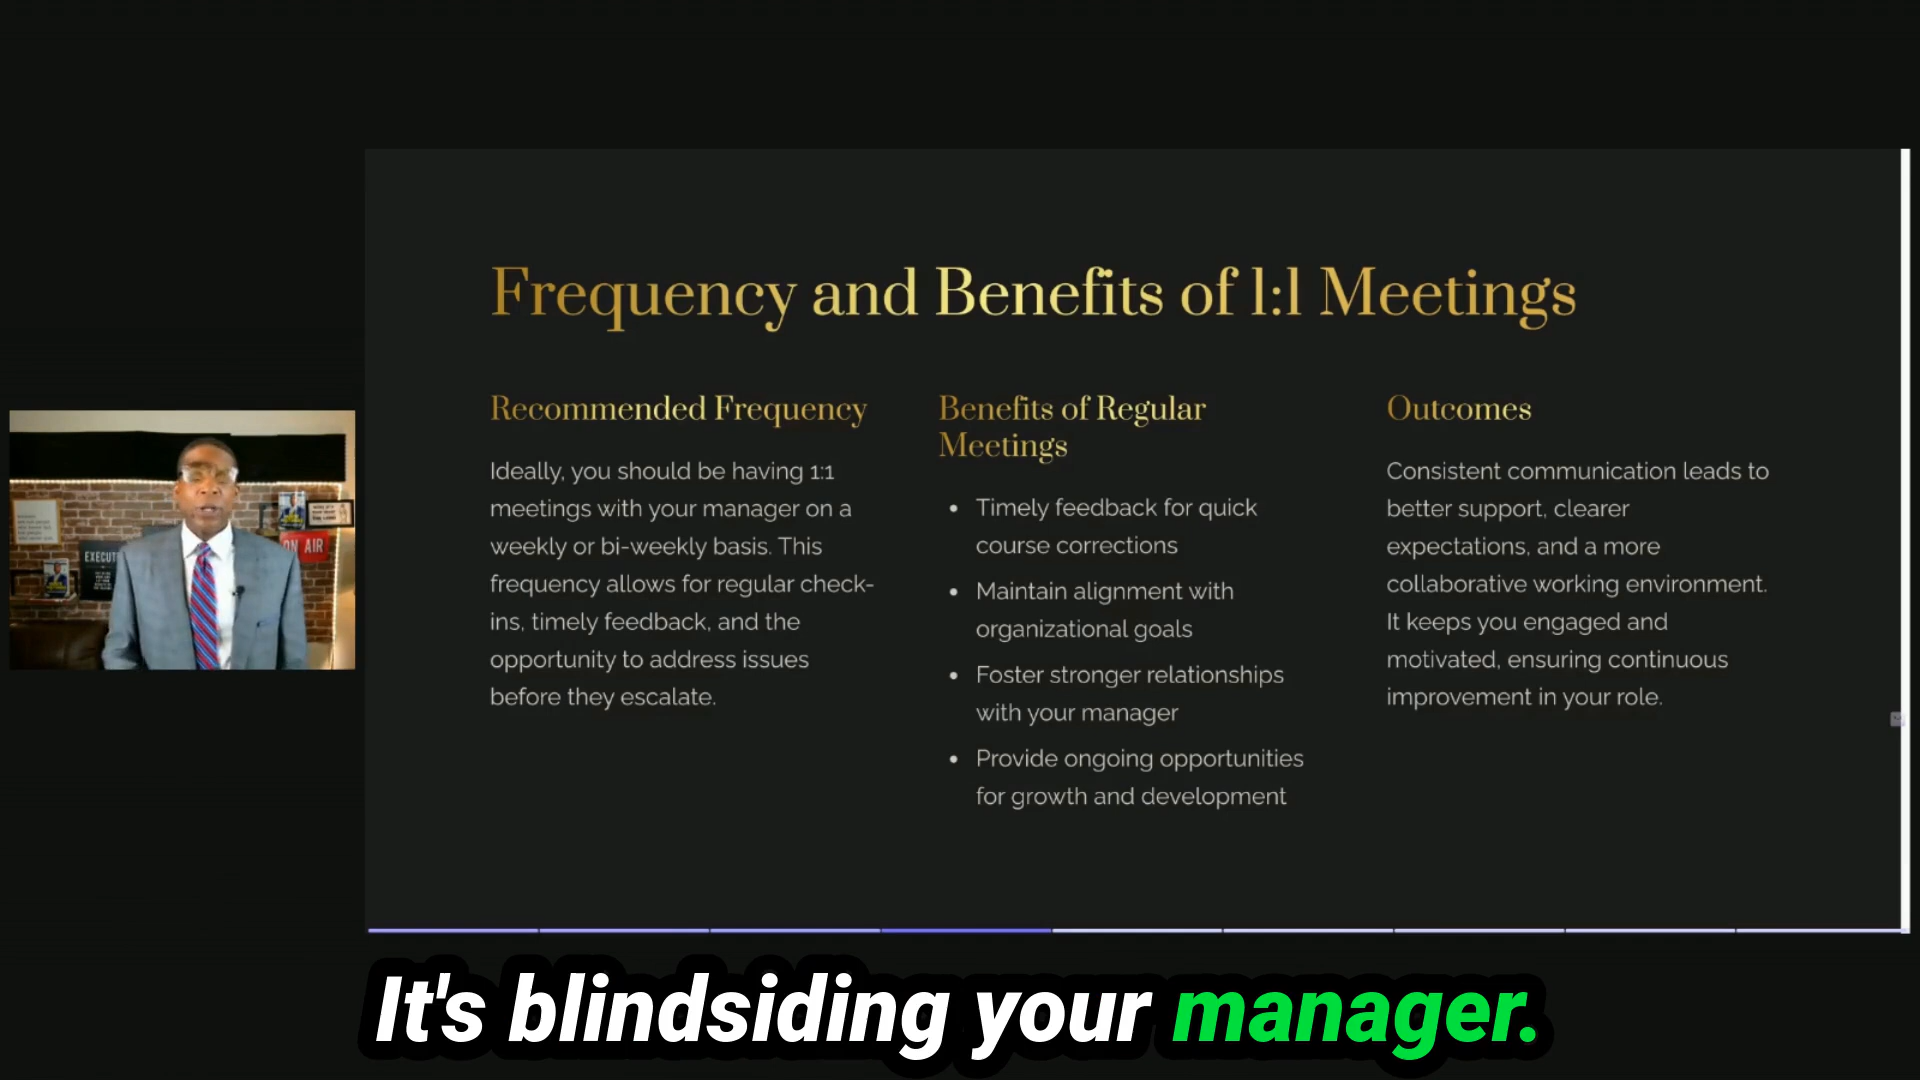 Frequency and Benefits of 1:1 Meetings
Recommended Frequency
Ideally, you should be having 1:1
meetings with your manager on a
weekly or bi-weekly basis. This
frequency allows for regular check-
ins, timely feedback, and the
opportunity to address issues
before they escalate.
Benefits of Regular
Meetings
• Timely feedback for quick
course corrections
• Maintain alignment with
organizational goals
• Foster stronger relationships
with your manager
• Provide ongoing opportunities
for growth and development
Outcomes
Consistent communication leads to
better support, clearer
expectations, and a more
collaborative working environment.
It keeps you engaged and
motivated, ensuring continuous
improvement in your role.
ON AIR
It's blindsiding your manager.